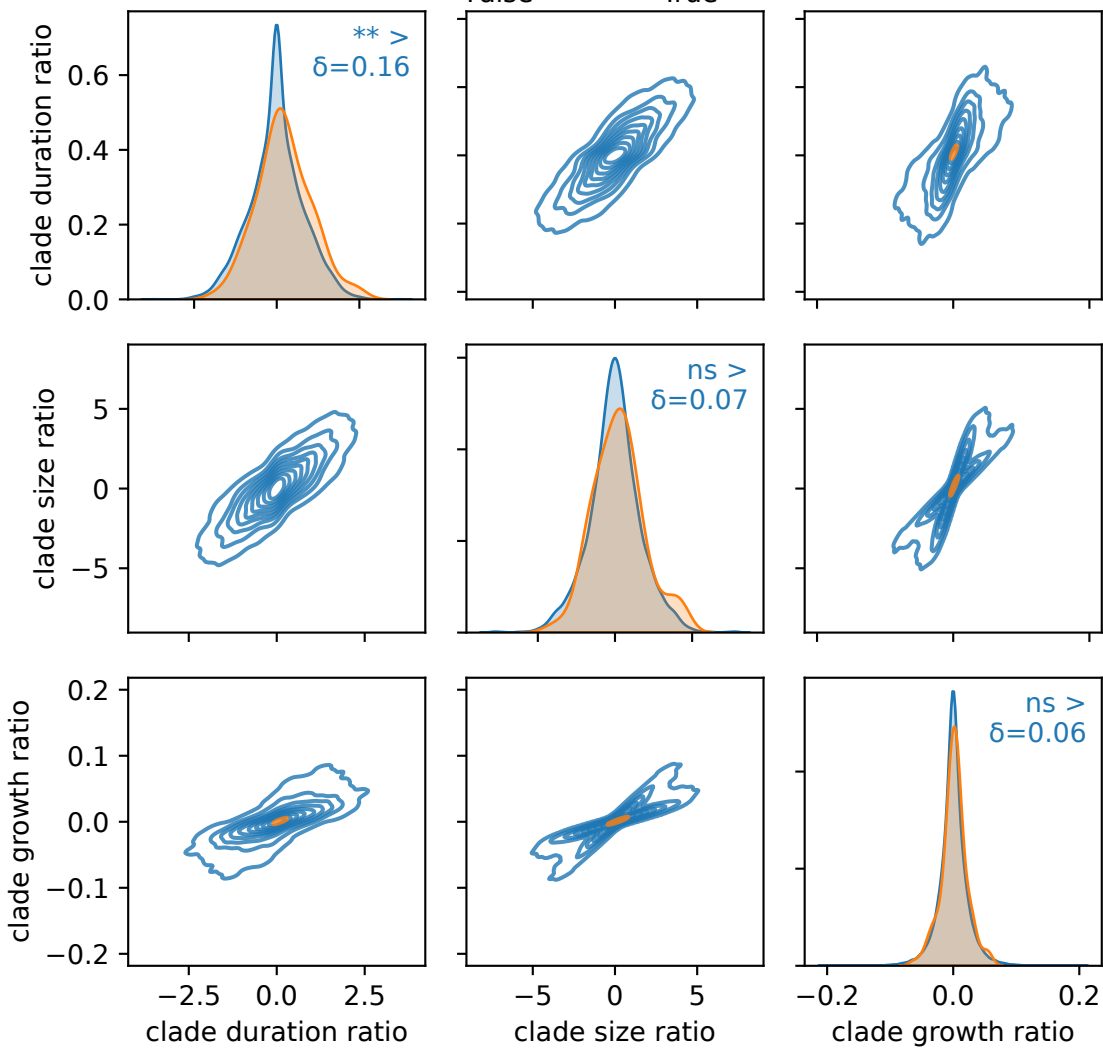 clade duration ratio
0.6
0.4
0.2
0.0
** >
δ=0.16
clade size ratio
5
0
−5
ns >
δ=0.07
clade growth ratio
0.2
0.1
0.0
−0.1
−0.2
ns >
δ=0.06
−2.5 0.0 2.5
clade duration ratio
−5 0 5
clade size ratio
−0.2 0.0 0.2
clade growth ratio